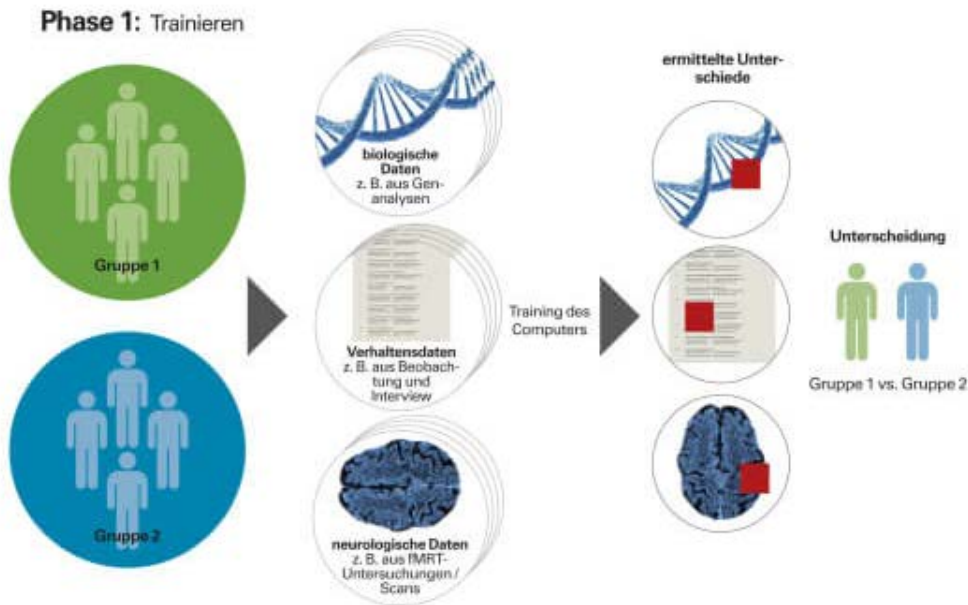 Phase 1: Trainieren
Gruppe 1
Gruppe 2
biologische
Daten
z. B. aus Gen-
analysen
Verhaltensdaten
z. B. aus Beobach-
tung und
Interview
neurologische Daten
z. B. aus fMRT-
Untersuchungen /
Scans
Training des
Computers
ermittelte Unter-
schiede
Unterscheidung
Gruppe 1 vs. Gruppe 2